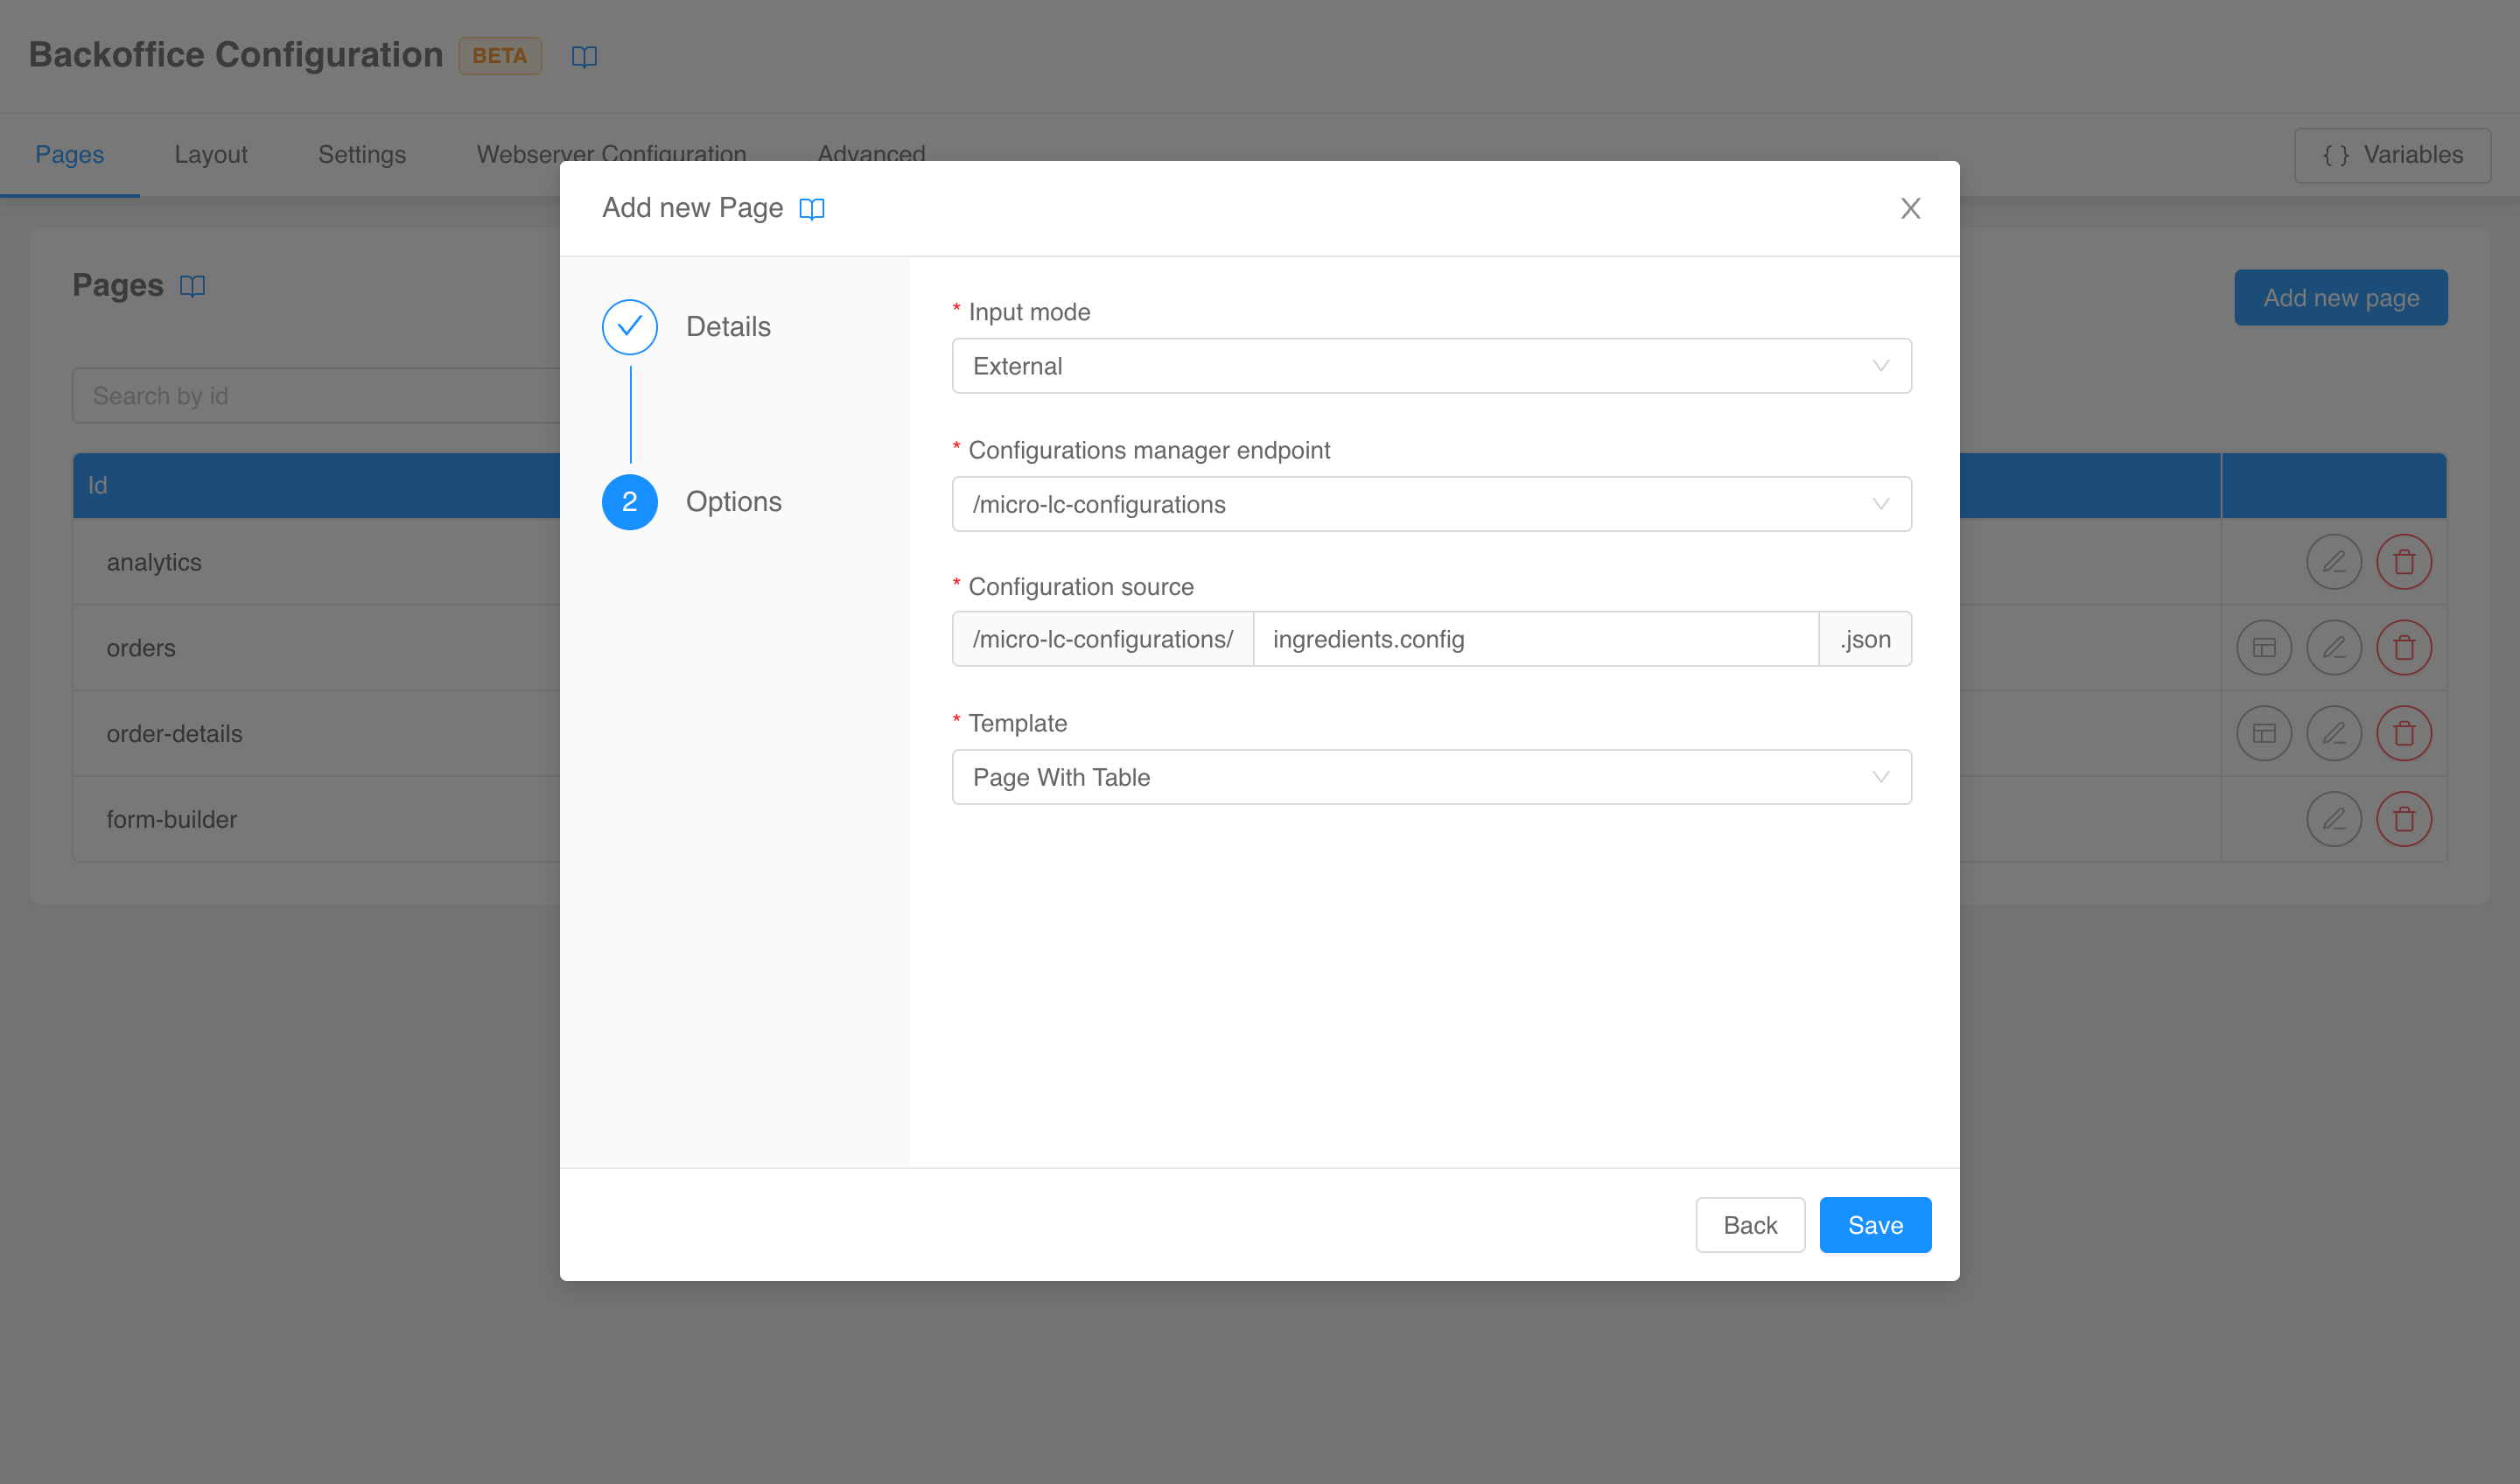 Backoffice Configuration BETA
Pages Layout Settings Webserver Configuration Advanced { } Variables
Add new Page
Pages
Add new page
Search by id
Id
analytics
orders
order-details
form-builder
Details
2 Options
* Input mode
External
* Configurations manager endpoint
/micro-lc-configurations
* Configuration source
/micro-lc-configurations/ ingredients.config .json
* Template
Page With Table
Back Save